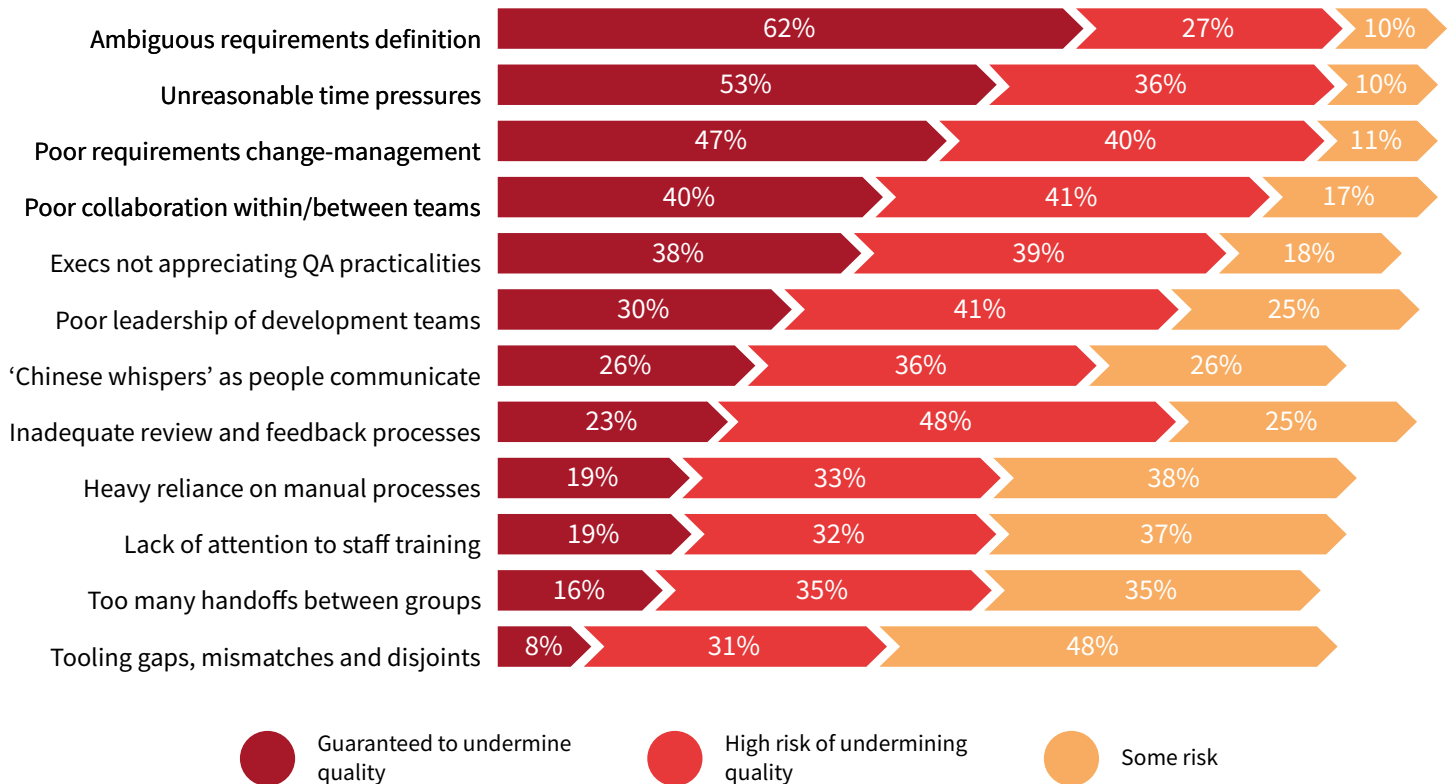 62% 27% 10%
Ambiguous requirements definition
53% 36% 10%
Unreasonable time pressures
47% 40% 11%
Poor requirements change-management
40% 41% 17%
Poor collaboration within/between teams
38% 39% 18%
Execs not appreciating QA practicalities
30% 41% 25%
Poor leadership of development teams
26% 36% 26%
‘Chinese whispers’ as people communicate
23% 48% 25%
Inadequate review and feedback processes
19% 33% 38%
Heavy reliance on manual processes
19% 32% 37%
Lack of attention to staff training
16% 35% 35%
Too many handoffs between groups
8% 31% 48%
Tooling gaps, mismatches and disjoints
Guaranteed to undermine
quality
High risk of undermining
quality
Some risk